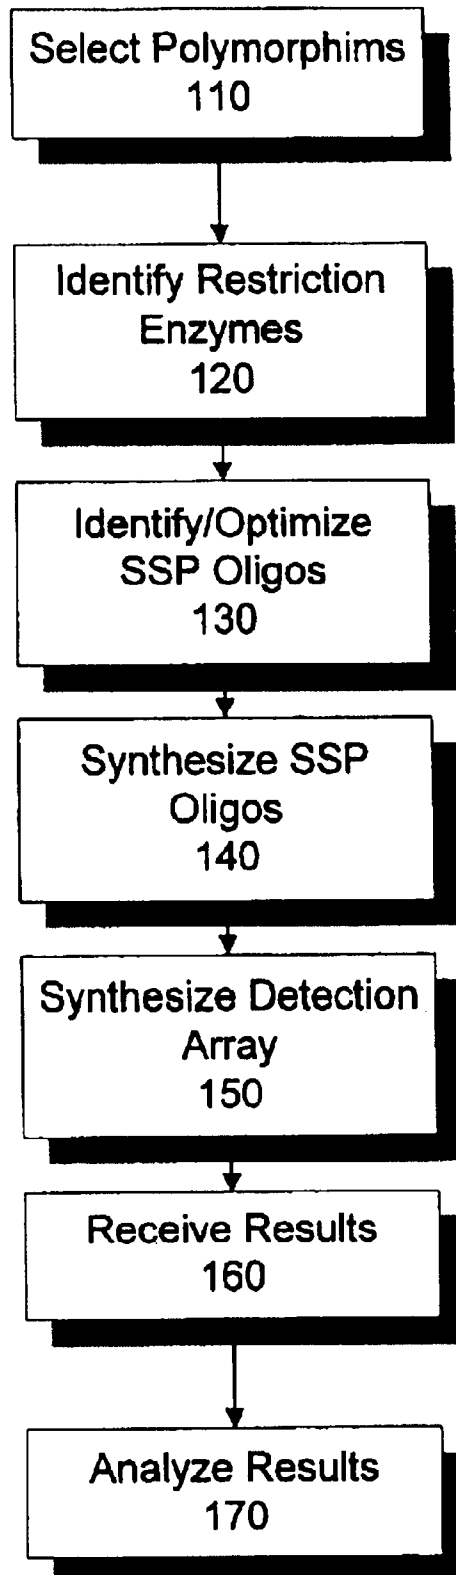 Select Polymorphims
110
Identify Restriction
Enzymes
120
Identify/Optimize
SSP Oligos
130
Synthesize SSP
Oligos
140
Synthesize Detection
Array
150
Receive Results
160
Analyze Results
170